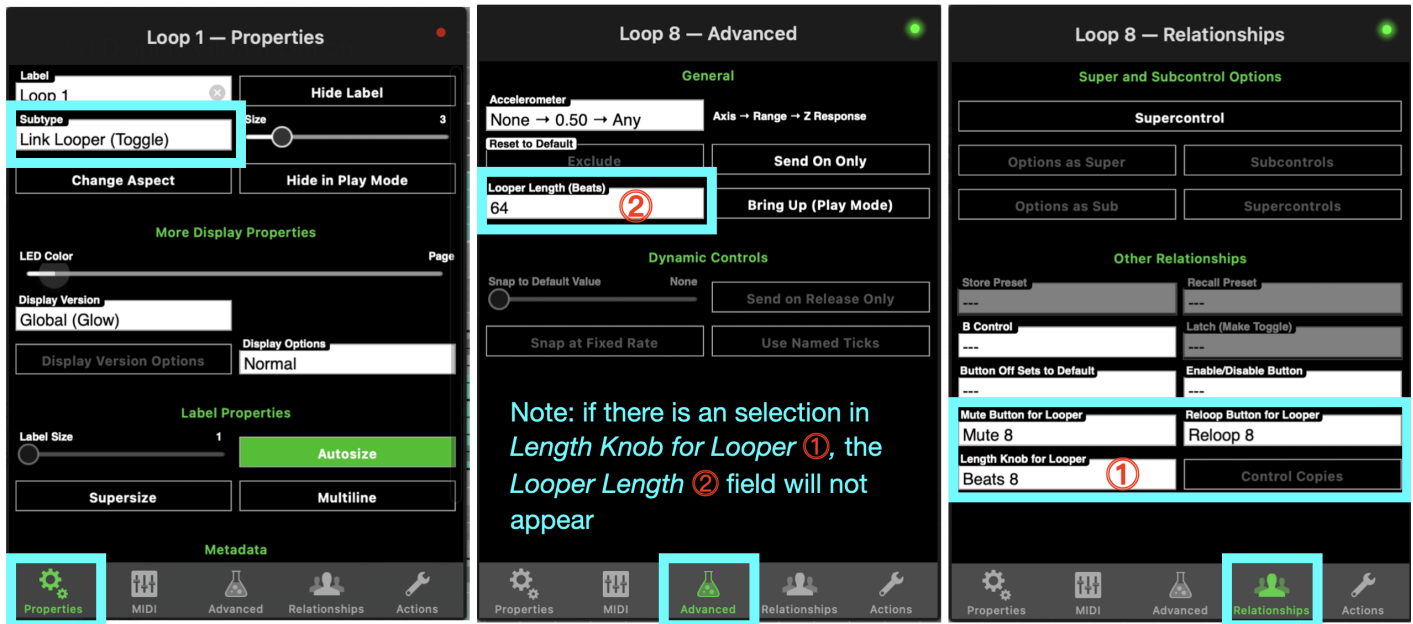 Loop 1 — Properties
Label
Loop 1
Hide Label
Subtype
Link Looper (Toggle)
Size
3
Change Aspect
Hide in Play Mode
More Display Properties
LED Color
Page
Display Version
Global (Glow)
Display Version Options
Display Options
Normal
Label Properties
Label Size
1
Autosize
Supersize
Multiline
Metadata
Properties
MIDI
Advanced
Relationships
Actions
Loop 8 — Advanced
General
Accelerometer
None → 0.50 → Any
Axis → Range → Z Response
Reset to Default
Exclude
Send On Only
Looper Length (Beats)
64
②
Bring Up (Play Mode)
Dynamic Controls
Snap to Default Value
None
Send on Release Only
Snap at Fixed Rate
Use Named Ticks
Note: if there is an selection in
Length Knob for Looper ①, the
Looper Length ② field will not
appear
Properties
MIDI
Advanced
Relationships
Actions
Loop 8 — Relationships
Super and Subcontrol Options
Supercontrol
Options as Super
Subcontrols
Options as Sub
Supercontrols
Other Relationships
Store Preset
---
Recall Preset
---
B Control
---
Latch (Make Toggle)
---
Button Off Sets to Default
---
Enable/Disable Button
---
Mute Button for Looper
Mute 8
Reloop Button for Looper
Reloop 8
Length Knob for Looper
Beats 8
①
Control Copies
Properties
MIDI
Advanced
Relationships
Actions